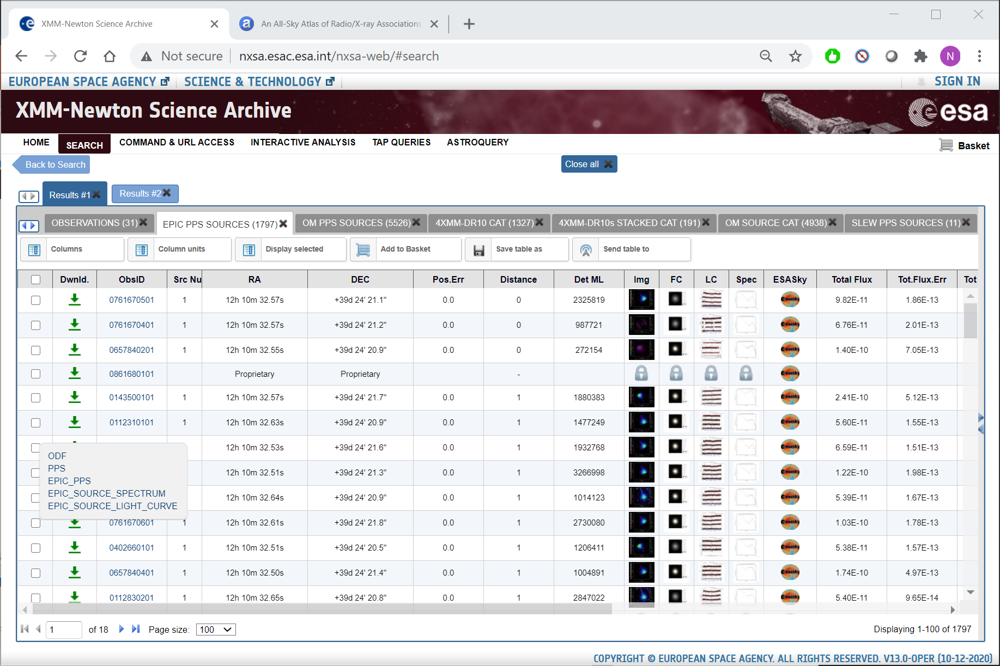 XMM-Newton Science Archive
An All-Sky Atlas of Radio/X-ray Associations
Not secure nxsa.esac.esa.int/nxsa-web/#search N
EUROPEAN SPACE AGENCY SCIENCE & TECHNOLOGY SIGN IN
XMM-Newton Science Archive esa
HOME SEARCH COMMAND & URL ACCESS INTERACTIVE ANALYSIS TAP QUERIES ASTROQUERY Basket
Back to Search Close all
Results #1 Results #2
OBSERVATIONS (31) EPIC PPS SOURCES (1797) OM PPS SOURCES (5526) 4XMM-DR10 CAT (1327) 4XMM-DR10s STACKED CAT (191) OM SOURCE CAT (4938) SLEW PPS SOURCES (11)
Columns Column units Display selected Add to Basket Save table as Send table to
Dwnld. ObsID Src Nu RA DEC Pos.Err Distance Det ML Img FC LC Spec ESASky Total Flux Tot.Flux.Err Tot
0761670501 1 12h 10m 32.57s +39d 24' 21.1" 0.0 0 2325819 9.82E-11 1.86E-13
0761670401 1 12h 10m 32.57s +39d 24' 21.2" 0.0 0 987721 6.76E-11 2.01E-13
0657840201 1 12h 10m 32.55s +39d 24' 20.9" 0.0 0 272154 1.40E-10 7.05E-13
0861680101 Proprietary Proprietary -
0143500101 1 12h 10m 32.57s +39d 24' 21.7" 0.0 1 1880383 2.41E-10 5.12E-13
0112310101 1 12h 10m 32.63s +39d 24' 20.9" 0.0 1 1477249 5.60E-11 1.55E-13
12h 10m 32.53s +39d 24' 21.6" 0.0 1 1932768 6.59E-11 1.51E-13
ODF
PPS
12h 10m 32.51s +39d 24' 21.3" 0.0 1 3266998 1.22E-10 1.98E-13
EPIC_PPS
EPIC_SOURCE_SPECTRUM
12h 10m 32.64s +39d 24' 20.9" 0.0 1 1014123 5.39E-11 1.67E-13
EPIC_SOURCE_LIGHT_CURVE
0761670601 1 12h 10m 32.61s +39d 24' 21.8" 0.0 1 2730080 1.03E-10 1.78E-13
0402660101 1 12h 10m 32.51s +39d 24' 20.5" 0.0 1 1206411 5.38E-11 1.57E-13
0657840401 1 12h 10m 32.50s +39d 24' 21.4" 0.0 1 1004891 1.74E-10 4.97E-13
0112830201 1 12h 10m 32.65s +39d 24' 20.8" 0.0 1 2847022 5.40E-11 9.65E-14
1 of 18 Page size: 100 Displaying 1-100 of 1797
COPYRIGHT © EUROPEAN SPACE AGENCY. ALL RIGHTS RESERVED. V13.0-OPER (10-12-2020)